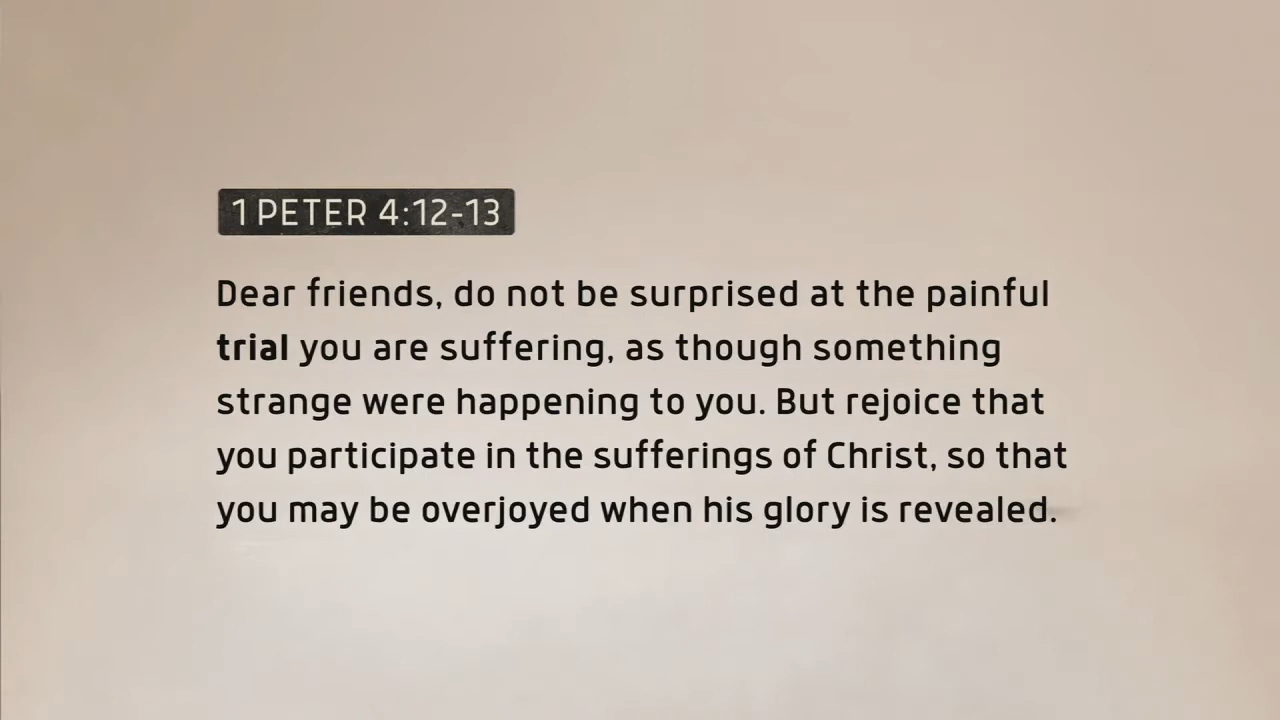 1 PETER 4:12-13
Dear friends, do not be surprised at the painful
trial you are suffering, as though something
strange were happening to you. But rejoice that
you participate in the sufferings of Christ, so that
you may be overjoyed when his glory is revealed.